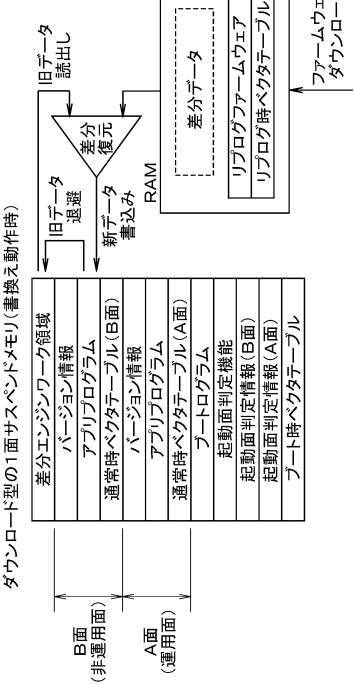 ダウンロード型の1面サスペンドメモリ(書換え動作時)
差分エンジンワーク領域
バージョン情報
アプリプログラム
通常時ベクタテーブル(B面)
バージョン情報
アプリプログラム
通常時ベクタテーブル(A面)
ブートプログラム
起動面判定機能
起動面判定情報(B面)
起動面判定情報(A面)
ブート時ベクタテーブル
B面
(非運用面)
A面
(運用面)
旧データ
退避
新データ
書込み
旧データ
読出し
差分
復元
RAM
差分データ
リプログファームウェア
リプログ時ベクタテーブル
ファームウェ
ダウンロー